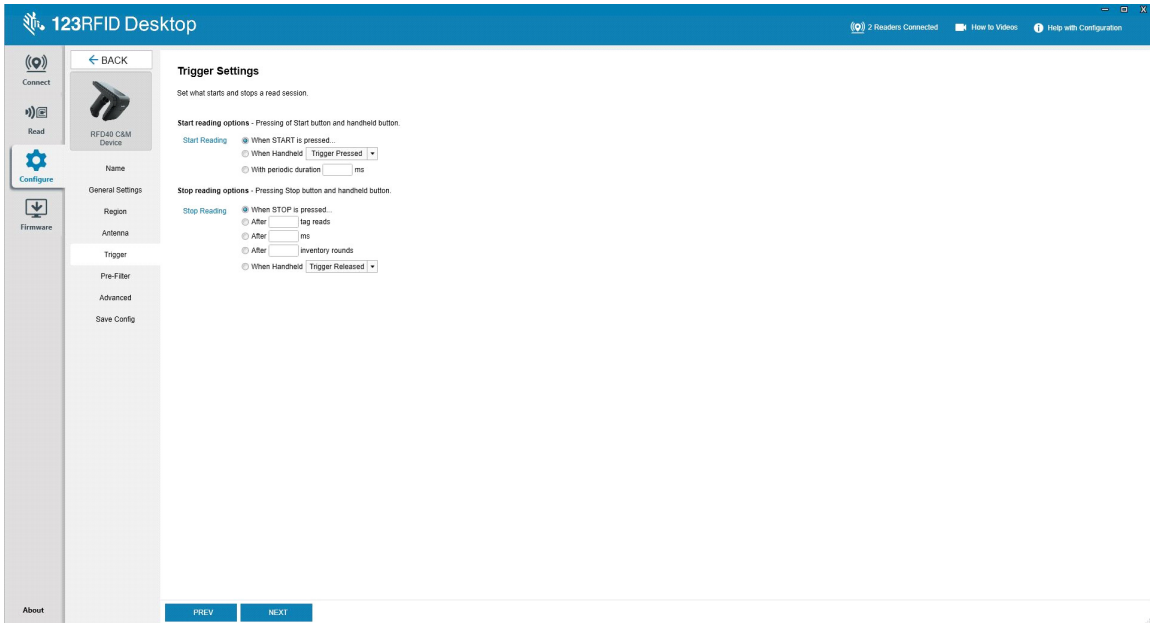 123RFID Desktop
2 Readers Connected
How to Videos
Help with Configuration
Connect
Read
Configure
Firmware
About
BACK
RFD40 C&M
Device
Name
General Settings
Region
Antenna
Trigger
Pre-Filter
Advanced
Save Config
Trigger Settings
Set what starts and stops a read session.
Start reading options - Pressing of Start button and handheld button.
Start Reading When START is pressed...
When Handheld Trigger Pressed
With periodic duration ms
Stop reading options - Pressing Stop button and handheld button.
Stop Reading When STOP is pressed...
After tag reads
After ms
After inventory rounds
When Handheld Trigger Released
PREV NEXT